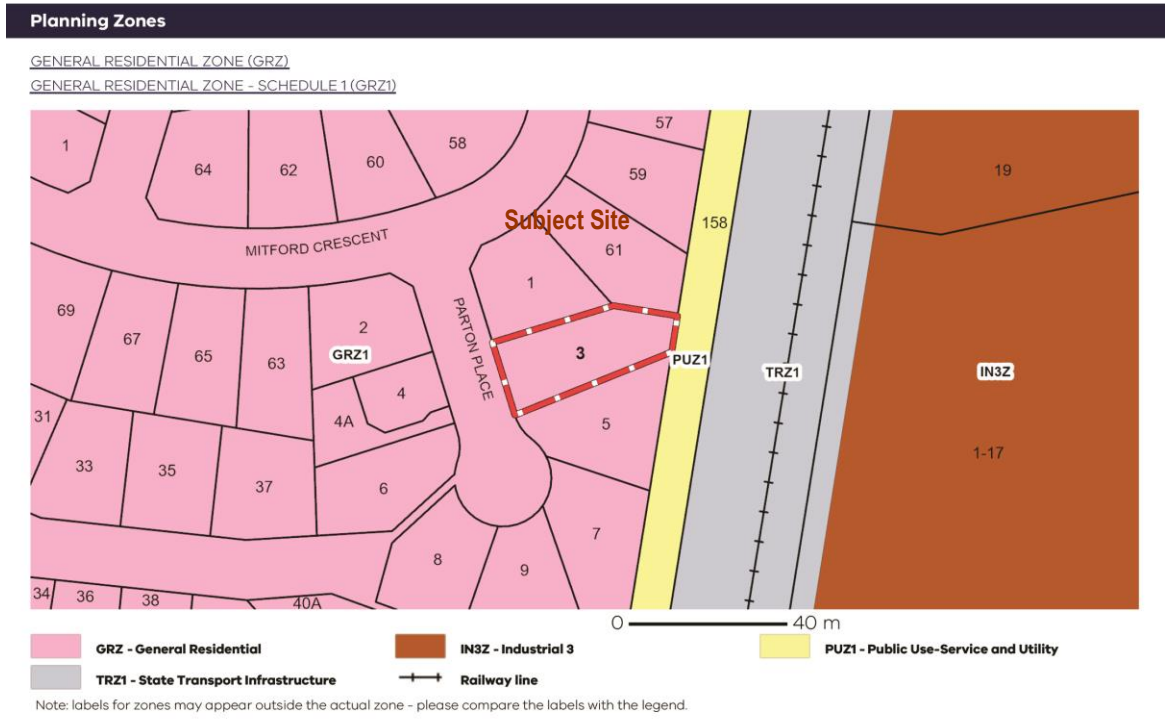 Planning Zones
GENERAL RESIDENTIAL ZONE (GRZ)
GENERAL RESIDENTIAL ZONE - SCHEDULE 1 (GRZ1)
1
64
62
60
58
57
59
19
Subject Site
158
MITFORD CRESCENT
61
1
69
67
65
63
2
GRZ1
PARTON PLACE
3
PUZ1
TRZ1
IN3Z
4
4A
31
5
1-17
33
35
37
6
7
8
9
34
36
38
40A
0 40 m
GRZ - General Residential
IN3Z - Industrial 3
PUZ1 - Public Use-Service and Utility
TRZ1 - State Transport Infrastructure
Railway line
Note: labels for zones may appear outside the actual zone - please compare the labels with the legend.